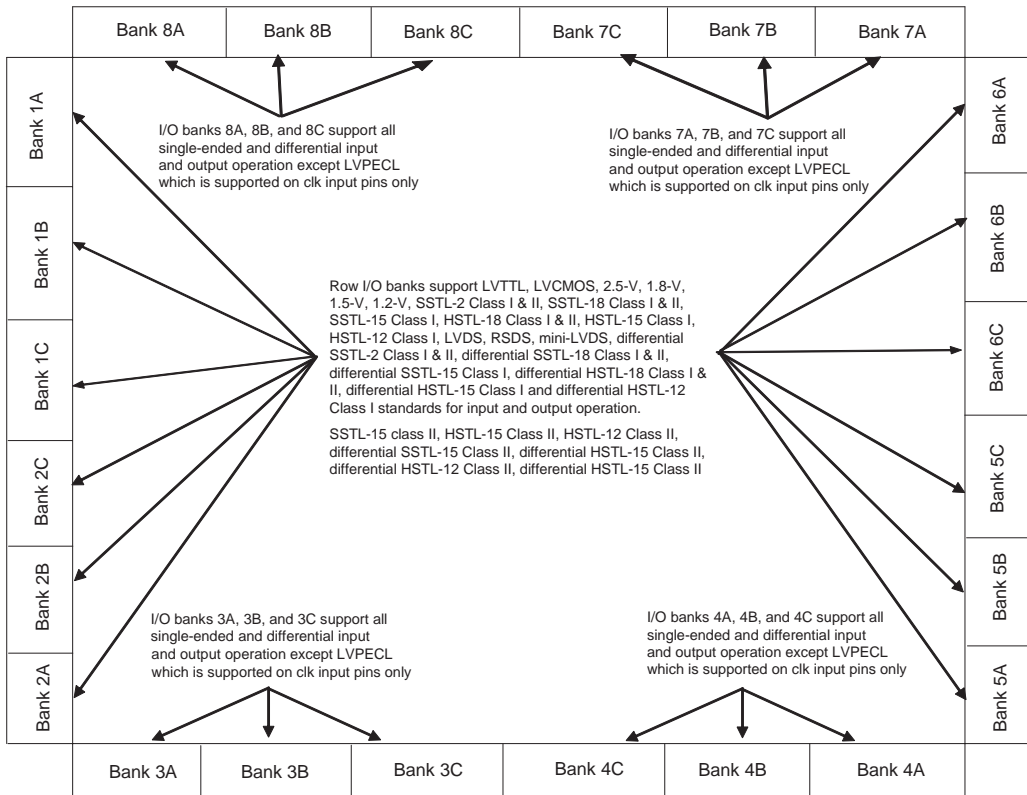 Bank 8A
Bank 8B
Bank 8C
Bank 7C
Bank 7B
Bank 7A
Bank 1A
Bank 1B
Bank 1C
Bank 2C
Bank 2B
Bank 2A
I/O banks 8A, 8B, and 8C support all
single-ended and differential input
and output operation except LVPECL
which is supported on clk input pins only
I/O banks 7A, 7B, and 7C support all
single-ended and differential input
and output operation except LVPECL
which is supported on clk input pins only
Row I/O banks support LVTTL, LVCMOS, 2.5-V, 1.8-V,
1.5-V, 1.2-V, SSTL-2 Class I & II, SSTL-18 Class I & II,
SSTL-15 Class I, HSTL-18 Class I & II, HSTL-15 Class I,
HSTL-12 Class I, LVDS, RSDS, mini-LVDS, differential
SSTL-2 Class I & II, differential SSTL-18 Class I & II,
differential SSTL-15 Class I, differential HSTL-18 Class I &
II, differential HSTL-15 Class I and differential HSTL-12
Class I standards for input and output operation.
SSTL-15 class II, HSTL-15 Class II, HSTL-12 Class II,
differential SSTL-15 Class II, differential HSTL-15 Class II,
differential HSTL-12 Class II, differential HSTL-15 Class II
I/O banks 3A, 3B, and 3C support all
single-ended and differential input
and output operation except LVPECL
which is supported on clk input pins only
I/O banks 4A, 4B, and 4C support all
single-ended and differential input
and output operation except LVPECL
which is supported on clk input pins only
Bank 6A
Bank 6B
Bank 6C
Bank 5C
Bank 5B
Bank 5A
Bank 3A
Bank 3B
Bank 3C
Bank 4C
Bank 4B
Bank 4A